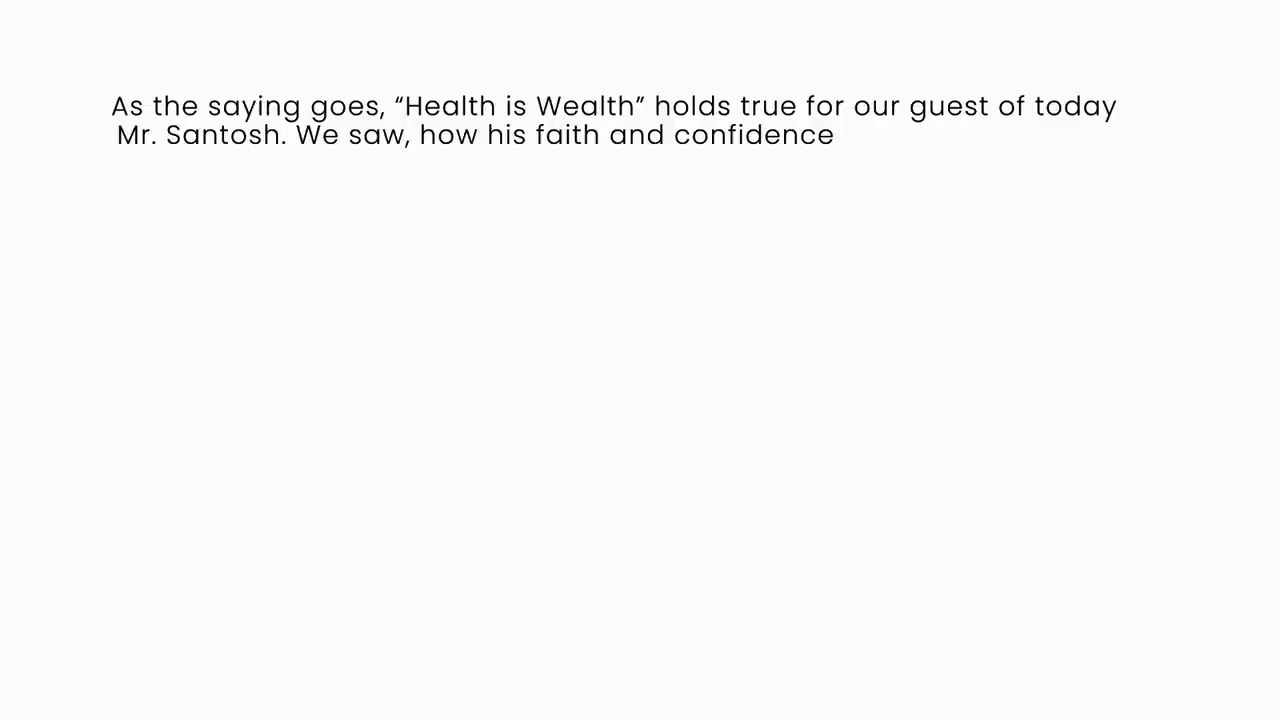 As the saying goes, “Health is Wealth” holds true for our guest of today
Mr. Santosh. We saw, how his faith and confidence